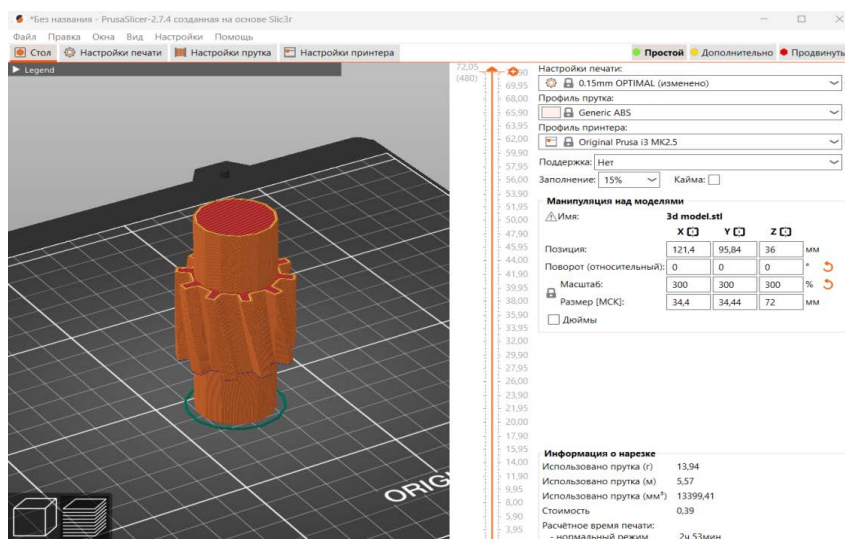 *Без названия - PrusaSlicer-2.7.4 созданная на основе Slic3r
Файл Правка Окна Вид Настройки Помощь
Стол Настройки печати Настройки прутка Настройки принтера Простой Дополнительно Продвинуть
Legend
72,05
(480)
69,95
68,00
65,90
63,95
62,00
59,90
57,95
56,00
53,90
51,95
50,00
47,90
45,95
44,00
41,90
39,95
38,00
35,90
33,95
32,00
29,90
27,95
26,00
23,90
21,95
20,00
17,90
15,95
14,00
11,90
9,95
8,00
5,90
3,95
Настройки печати:
0.15mm OPTIMAL (изменено)
Профиль прутка:
Generic ABS
Профиль принтера:
Original Prusa i3 MK2.5
Поддержка: Нет
Заполнение: 15% Кайма:
Манипуляция над моделями
Имя: 3d model.stl
X Y Z
Позиция: 121,4 95,84 36 мм
Поворот (относительный): 0 0 0 °
Масштаб: 300 300 300 %
Размер [МСК]: 34,4 34,44 72 мм
Дюймы
Информация о нарезке
Использовано прутка (г) 13,94
Использовано прутка (м) 5,57
Использовано прутка (мм³) 13399,41
Стоимость 0,39
Расчётное время печати:
- нормальный режим 2ч 53мин
ORIG